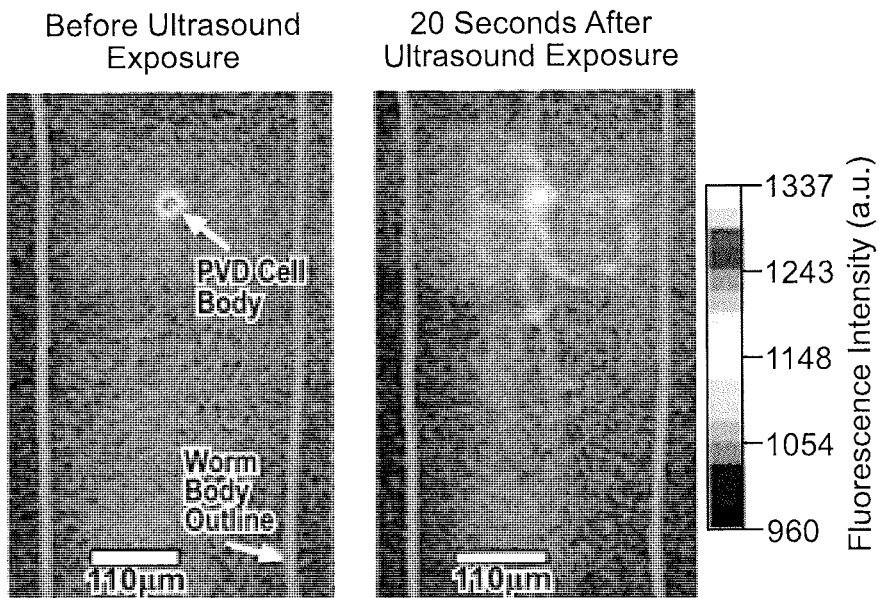 Before Ultrasound
Exposure
20 Seconds After
Ultrasound Exposure
PVD Cell
Body
Worm
Body
Outline
110µm
110µm
1337
1243
1148
1054
960
Fluorescence Intensity (a.u.)